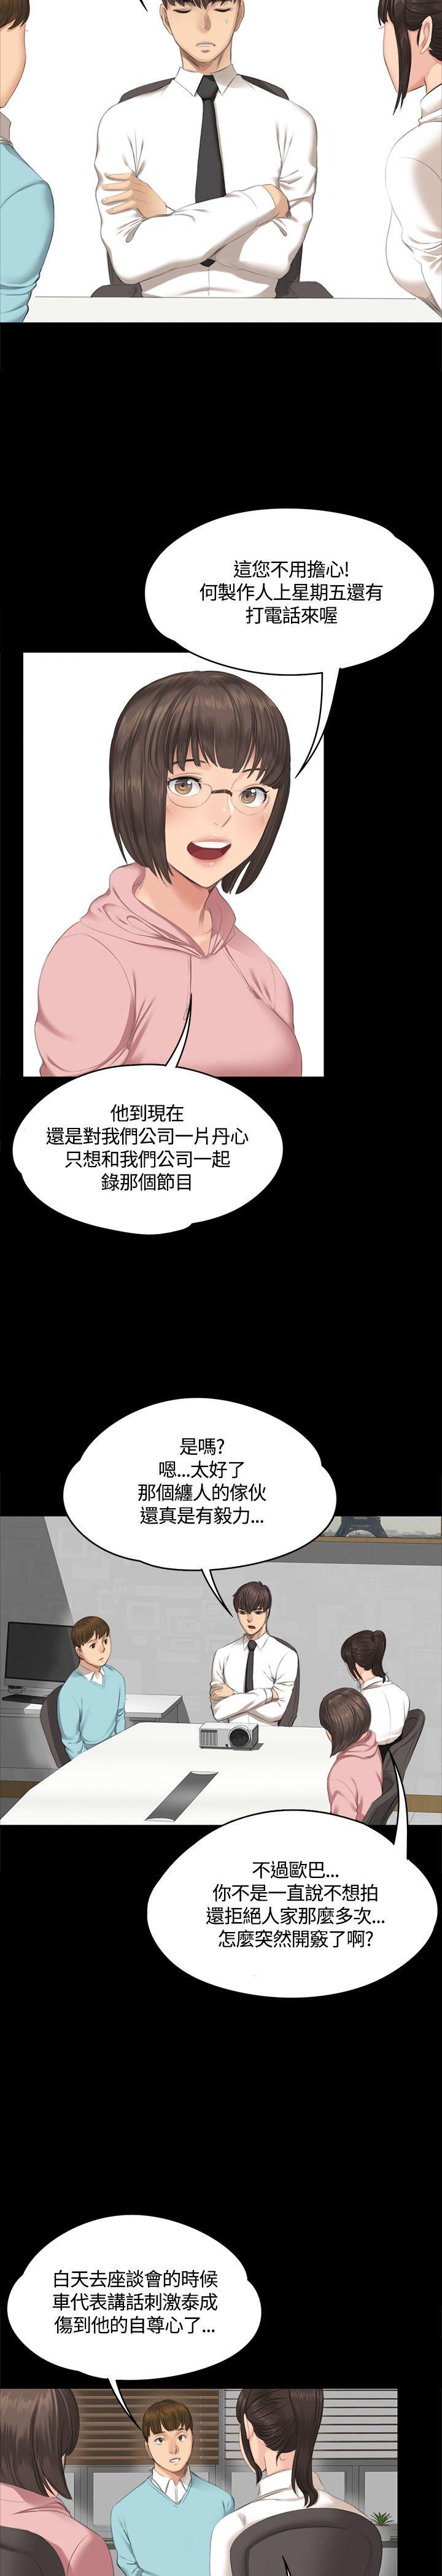 這您不用擔心!
何製作人上星期五還有
打電話來喔
他到現在
還是對我們公司一片丹心
只想和我們公司一起
錄那個節目
是嗎?
嗯...太好了
那個纏人的傢伙
還真是有毅力...
不過歐巴...
你不是一直說不想拍
還拒絕人家那麼多次...
怎麼突然開竅了啊?
白天去座談會的時候
車代表講話刺激泰成
傷到他的自尊心了...